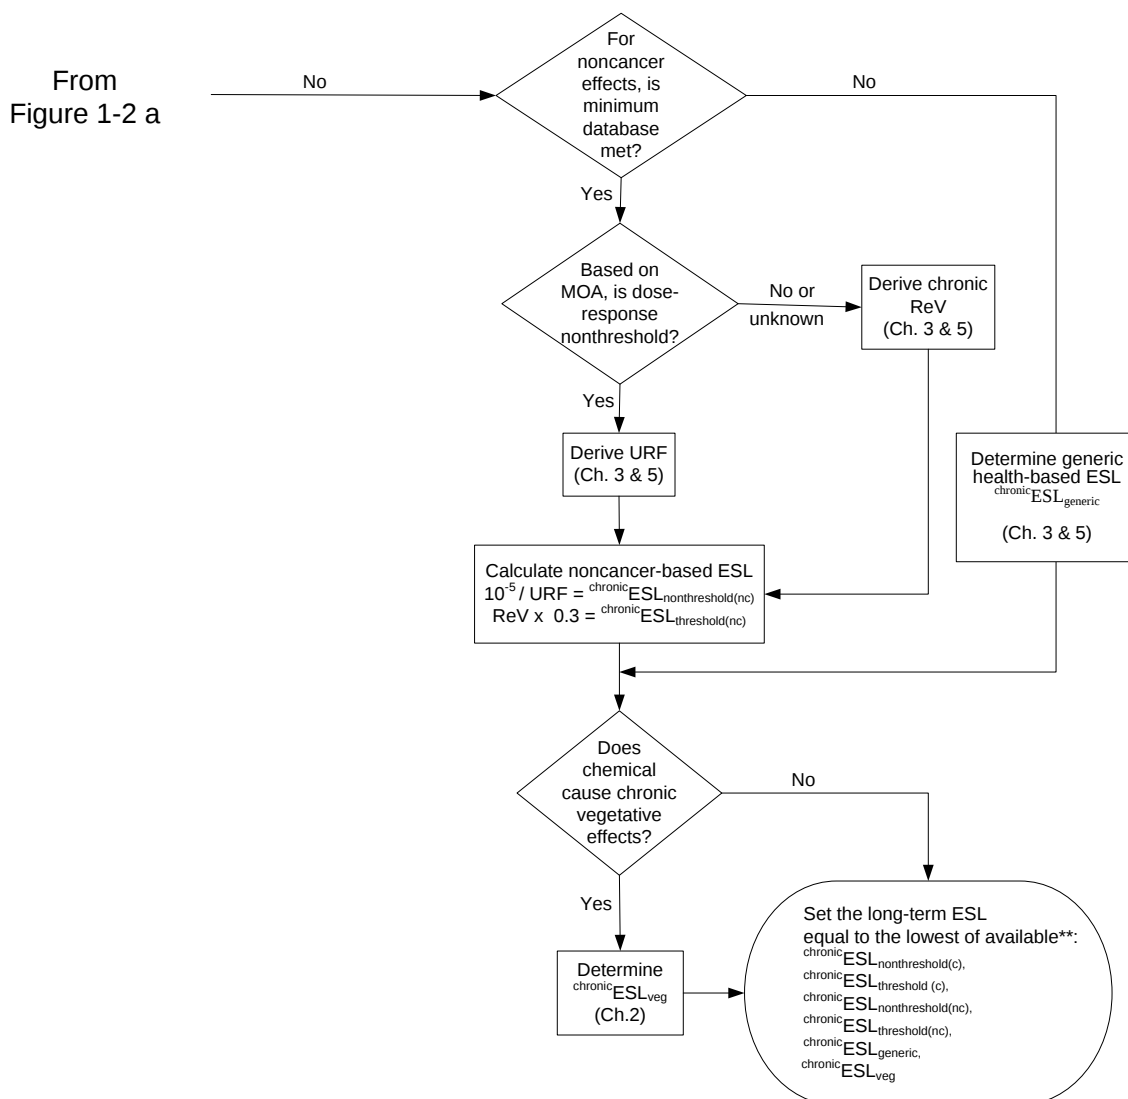 From
Figure 1-2 a
No
For
noncancer
effects, is
minimum
database
met?
No
Yes
Based on
MOA, is dose-
response
nonthreshold?
No or
unknown
Derive chronic
ReV
(Ch. 3 & 5)
Yes
Derive URF
(Ch. 3 & 5)
Determine generic
health-based ESL
chronicESLgeneric
(Ch. 3 & 5)
Calculate noncancer-based ESL
10-5 / URF = chronicESLnonthreshold(nc)
ReV x 0.3 = chronicESLthreshold(nc)
Does
chemical
cause chronic
vegetative
effects?
No
Yes
Determine
chronicESLveg
(Ch.2)
Set the long-term ESL
equal to the lowest of available**:
chronicESLnonthreshold(c),
chronicESLthreshold (c),
chronicESLnonthreshold(nc),
chronicESLthreshold(nc),
chronicESLgeneric,
chronicESLveg